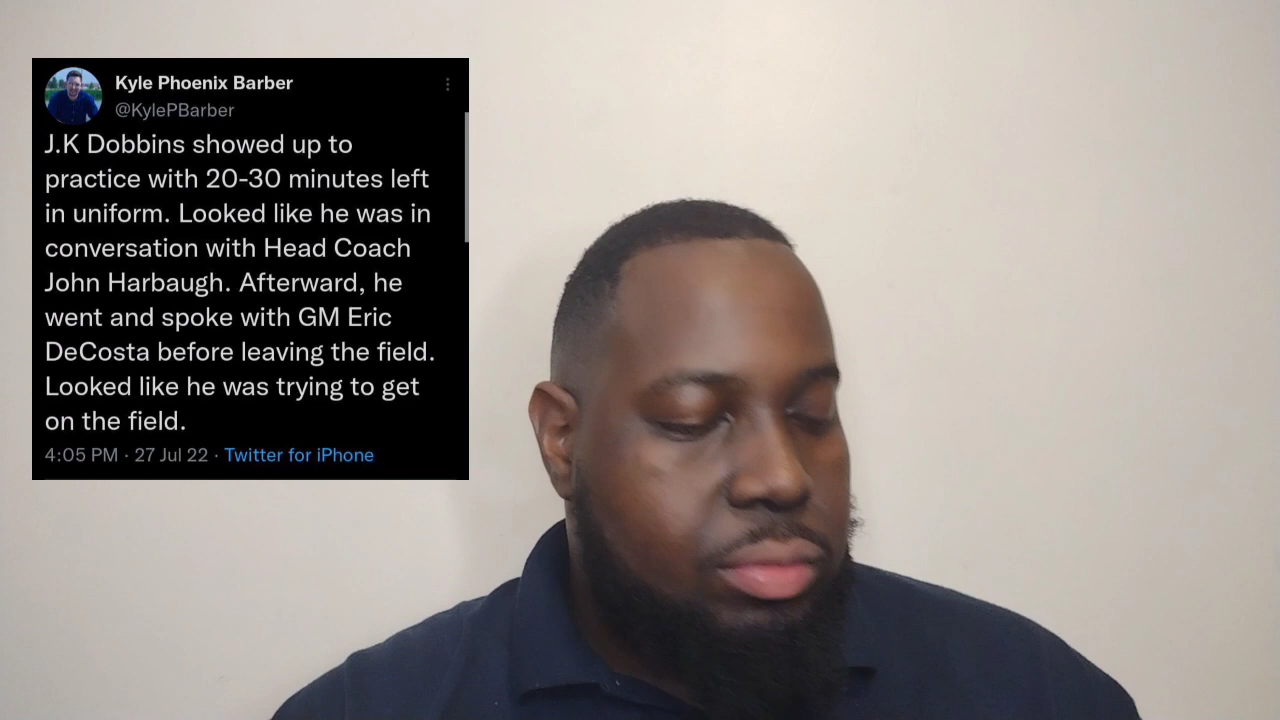 Kyle Phoenix Barber
@KylePBarber
J.K Dobbins showed up to
practice with 20-30 minutes left
in uniform. Looked like he was in
conversation with Head Coach
John Harbaugh. Afterward, he
went and spoke with GM Eric
DeCosta before leaving the field.
Looked like he was trying to get
on the field.
4:05 PM · 27 Jul 22 · Twitter for iPhone